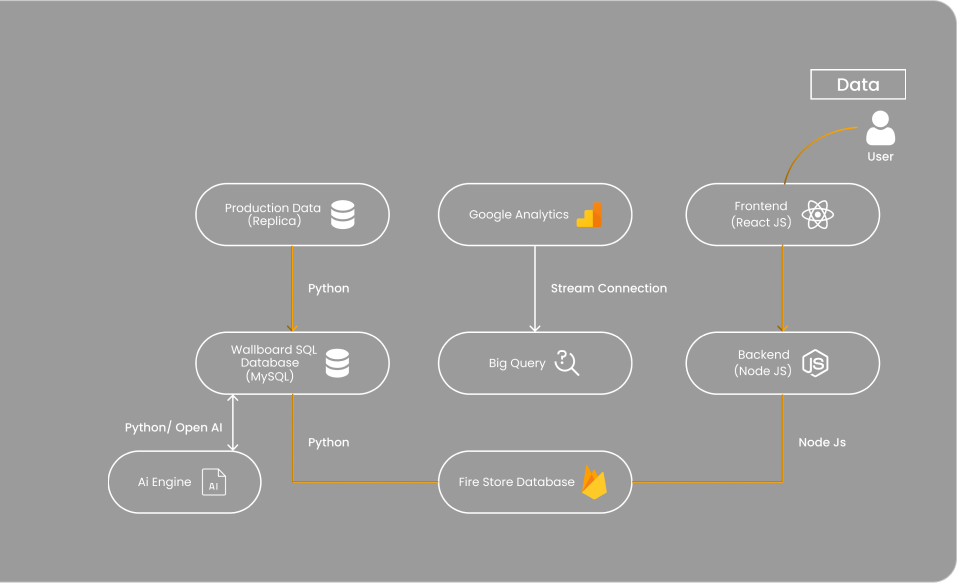 Data
User
Production Data
(Replica)
Google Analytics
Frontend
(React JS)
Python
Stream Connection
Wallboard SQL
Database
(MySQL)
Big Query
?
Backend
(Node JS)
JS
Python/ Open AI
Python
Node Js
Ai Engine
AI
Fire Store Database